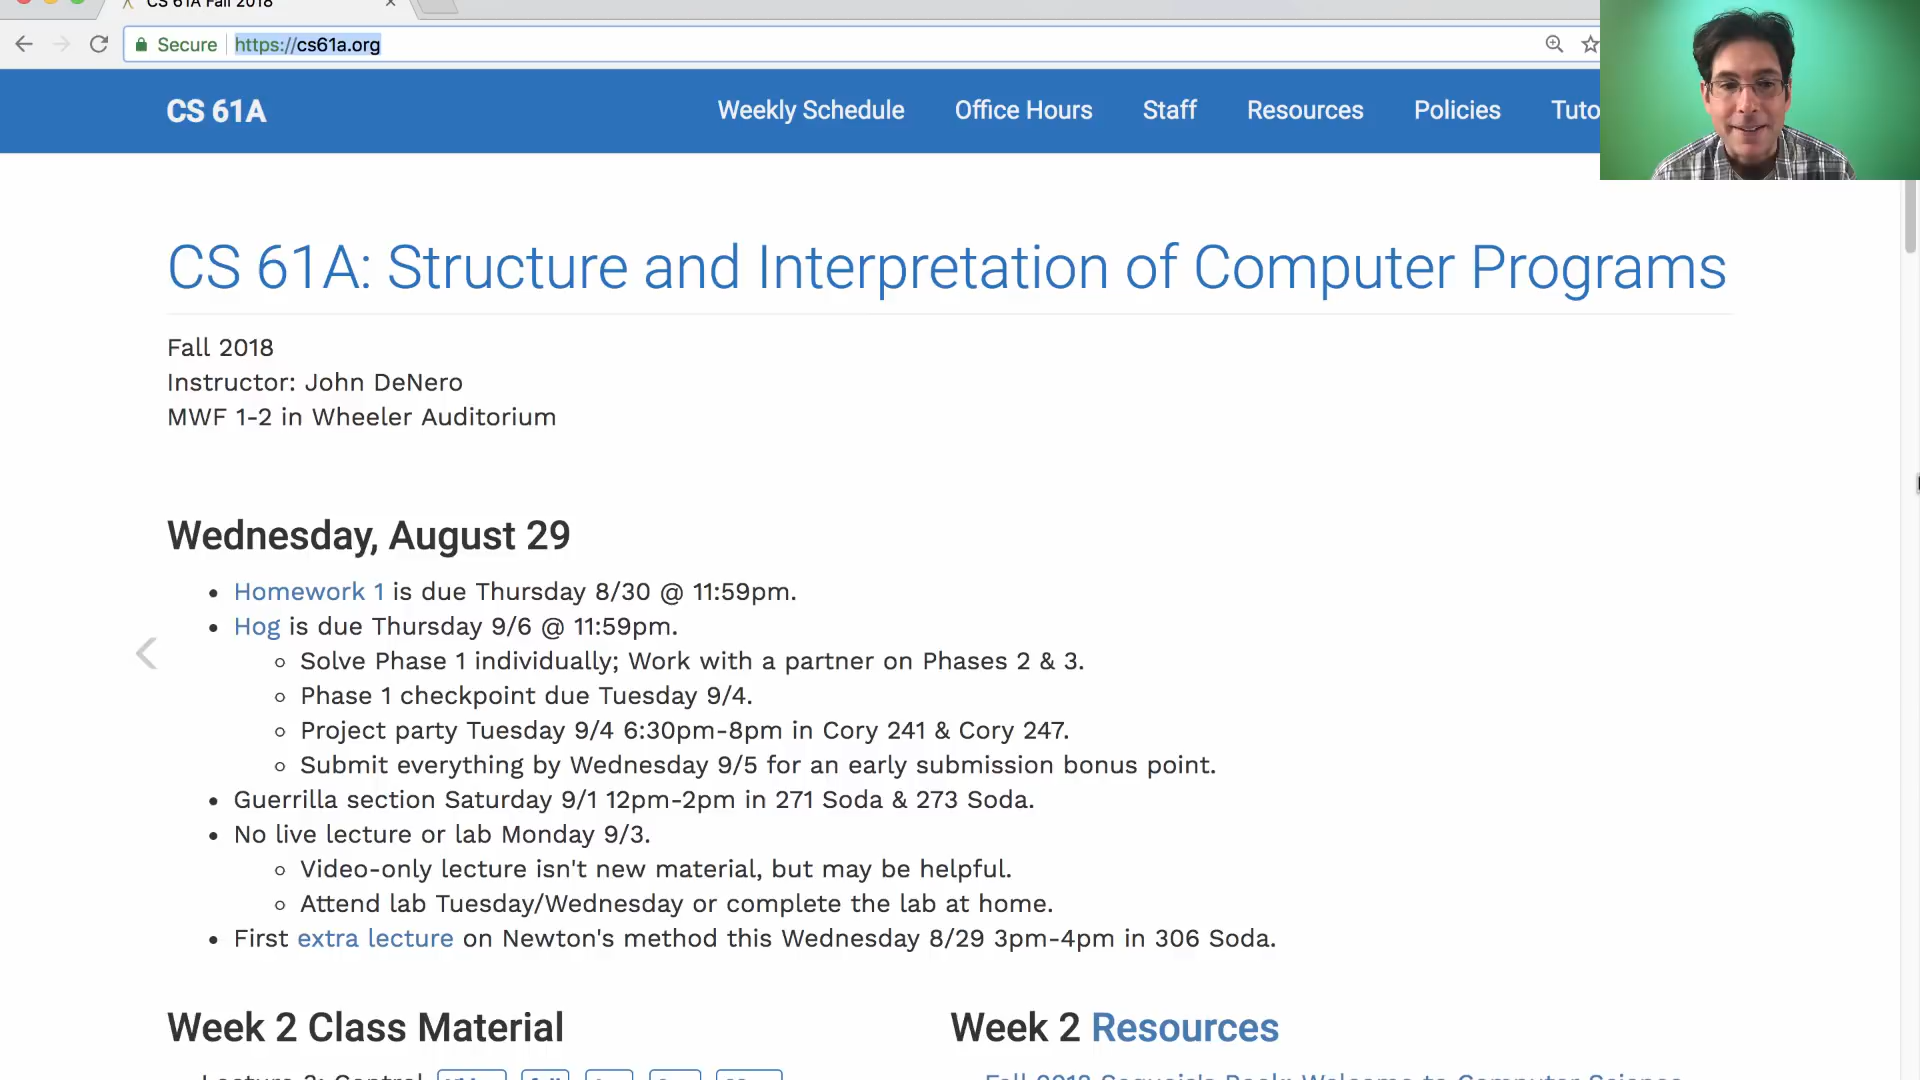 CS 61A Fall 2018
Secure https://cs61a.org
CS 61A Weekly Schedule Office Hours Staff Resources Policies
CS 61A: Structure and Interpretation of Computer Programs
Fall 2018
Instructor: John DeNero
MWF 1-2 in Wheeler Auditorium
Wednesday, August 29
Homework 1 is due Thursday 8/30 @ 11:59pm.
Hog is due Thursday 9/6 @ 11:59pm.
Solve Phase 1 individually; Work with a partner on Phases 2 & 3.
Phase 1 checkpoint due Tuesday 9/4.
Project party Tuesday 9/4 6:30pm-8pm in Cory 241 & Cory 247.
Submit everything by Wednesday 9/5 for an early submission bonus point.
Guerrilla section Saturday 9/1 12pm-2pm in 271 Soda & 273 Soda.
No live lecture or lab Monday 9/3.
Video-only lecture isn't new material, but may be helpful.
Attend lab Tuesday/Wednesday or complete the lab at home.
First extra lecture on Newton's method this Wednesday 8/29 3pm-4pm in 306 Soda.
Week 2 Class Material
Week 2 Resources